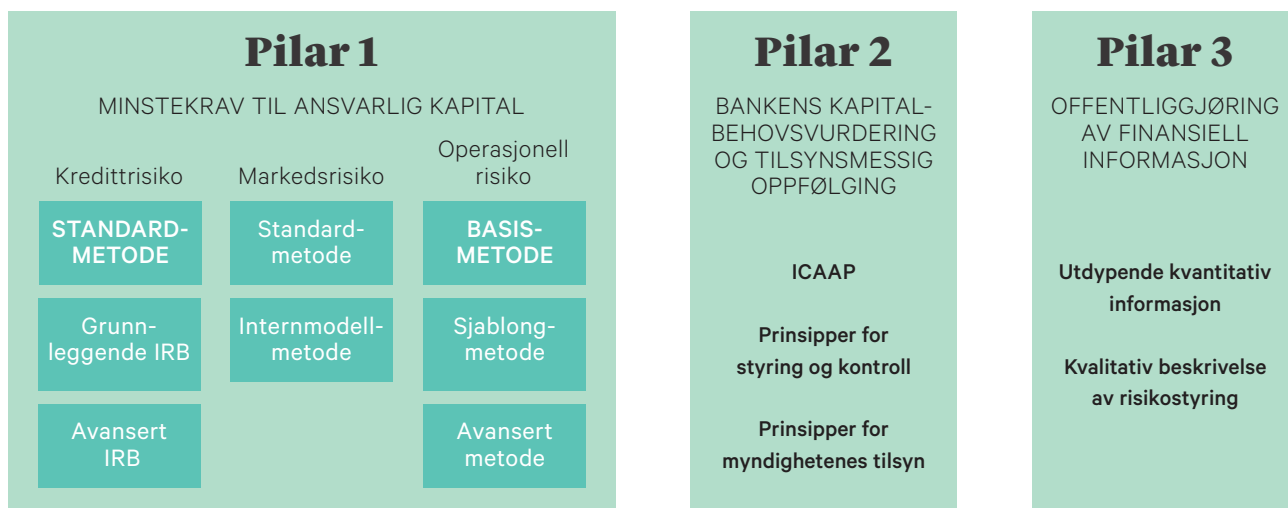 Pilar 1
MINSTEKRAV TIL ANSVARLIG KAPITAL
Kredittrisiko
STANDARD-
METODE
Grunn-
leggende IRB
Avansert
IRB
Markedsrisiko
Standard-
metode
Internmodell-
metode
Operasjonell
risiko
BASIS-
METODE
Sjablong-
metode
Avansert
metode
Pilar 2
BANKENS KAPITAL-
BEHOVSVURDERING
OG TILSYNSMESSIG
OPPFØLGING
ICAAP
Prinsipper for
styring og kontroll
Prinsipper for
myndighetenes tilsyn
Pilar 3
OFFENTLIGGJØRING
AV FINANSIELL
INFORMASJON
Utdypende kvantitativ
informasjon
Kvalitativ beskrivelse
av risikostyring